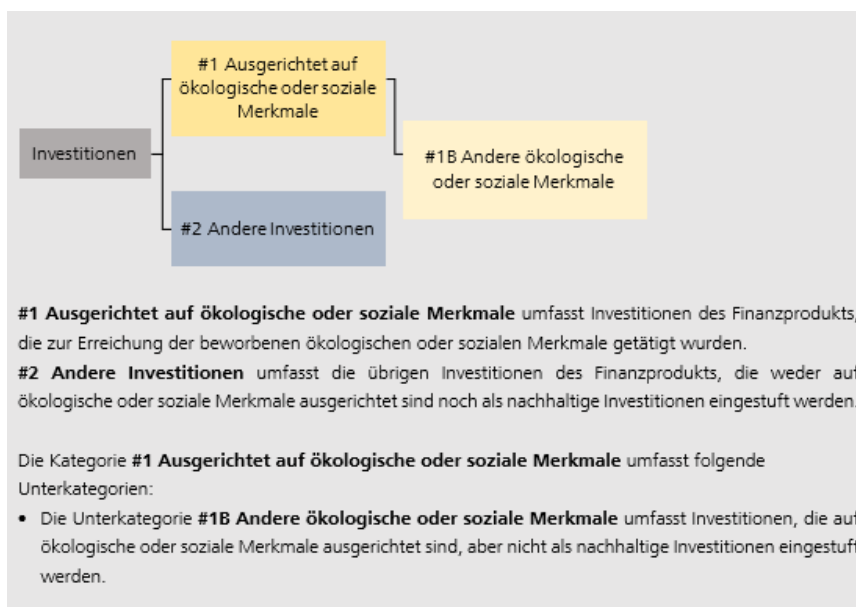 #1 Ausgerichtet auf
ökologische oder soziale
Merkmale
Investitionen
#1B Andere ökologische
oder soziale Merkmale
#2 Andere Investitionen
#1 Ausgerichtet auf ökologische oder soziale Merkmale umfasst Investitionen des Finanzprodukts,
die zur Erreichung der beworbenen ökologischen oder sozialen Merkmale getätigt wurden.
#2 Andere Investitionen umfasst die übrigen Investitionen des Finanzprodukts, die weder auf
ökologische oder soziale Merkmale ausgerichtet sind noch als nachhaltige Investitionen eingestuft werden.
Die Kategorie #1 Ausgerichtet auf ökologische oder soziale Merkmale umfasst folgende
Unterkategorien:
• Die Unterkategorie #1B Andere ökologische oder soziale Merkmale umfasst Investitionen, die auf
ökologische oder soziale Merkmale ausgerichtet sind, aber nicht als nachhaltige Investitionen eingestuft
werden.